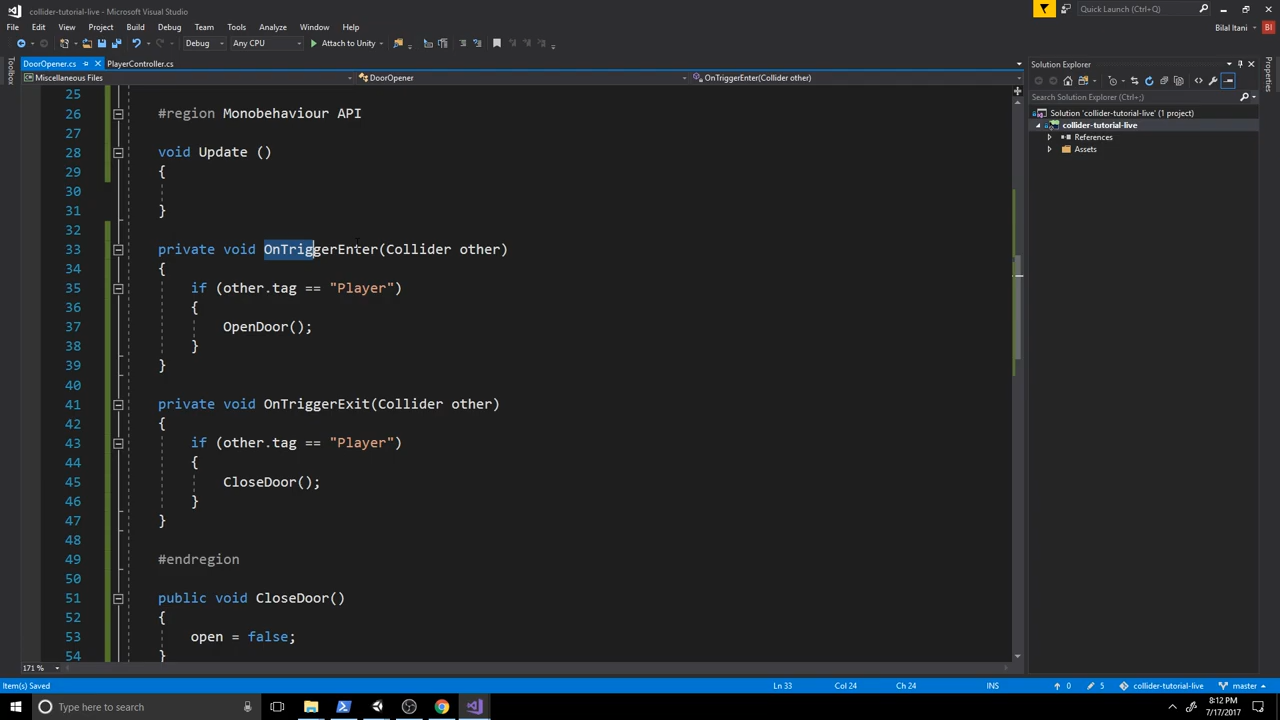 collider-tutorial-live - Microsoft Visual Studio
Quick Launch (Ctrl+Q)
File Edit View Project Build Debug Team Tools Analyze Window Help
Bilal Itani
BI
Debug Any CPU Attach to Unity
DoorOpener.cs PlayerController.cs
Solution Explorer
Miscellaneous Files DoorOpener OnTriggerEnter(Collider other)
Toolbox
Properties
Search Solution Explorer (Ctrl+;)
Solution 'collider-tutorial-live' (1 project)
collider-tutorial-live
References
Assets
25
26 #region Monobehaviour API
27
28 void Update ()
29 {
30
31 }
32
33 private void OnTriggerEnter(Collider other)
34 {
35 if (other.tag == "Player")
36 {
37 OpenDoor();
38 }
39 }
40
41 private void OnTriggerExit(Collider other)
42 {
43 if (other.tag == "Player")
44 {
45 CloseDoor();
46 }
47 }
48
49 #endregion
50
51 public void CloseDoor()
52 {
53 open = false;
54 }
171 %
Item(s) Saved Ln 33 Col 24 Ch 24 INS 0 5 collider-tutorial-live master
Type here to search
8:12 PM
7/17/2017